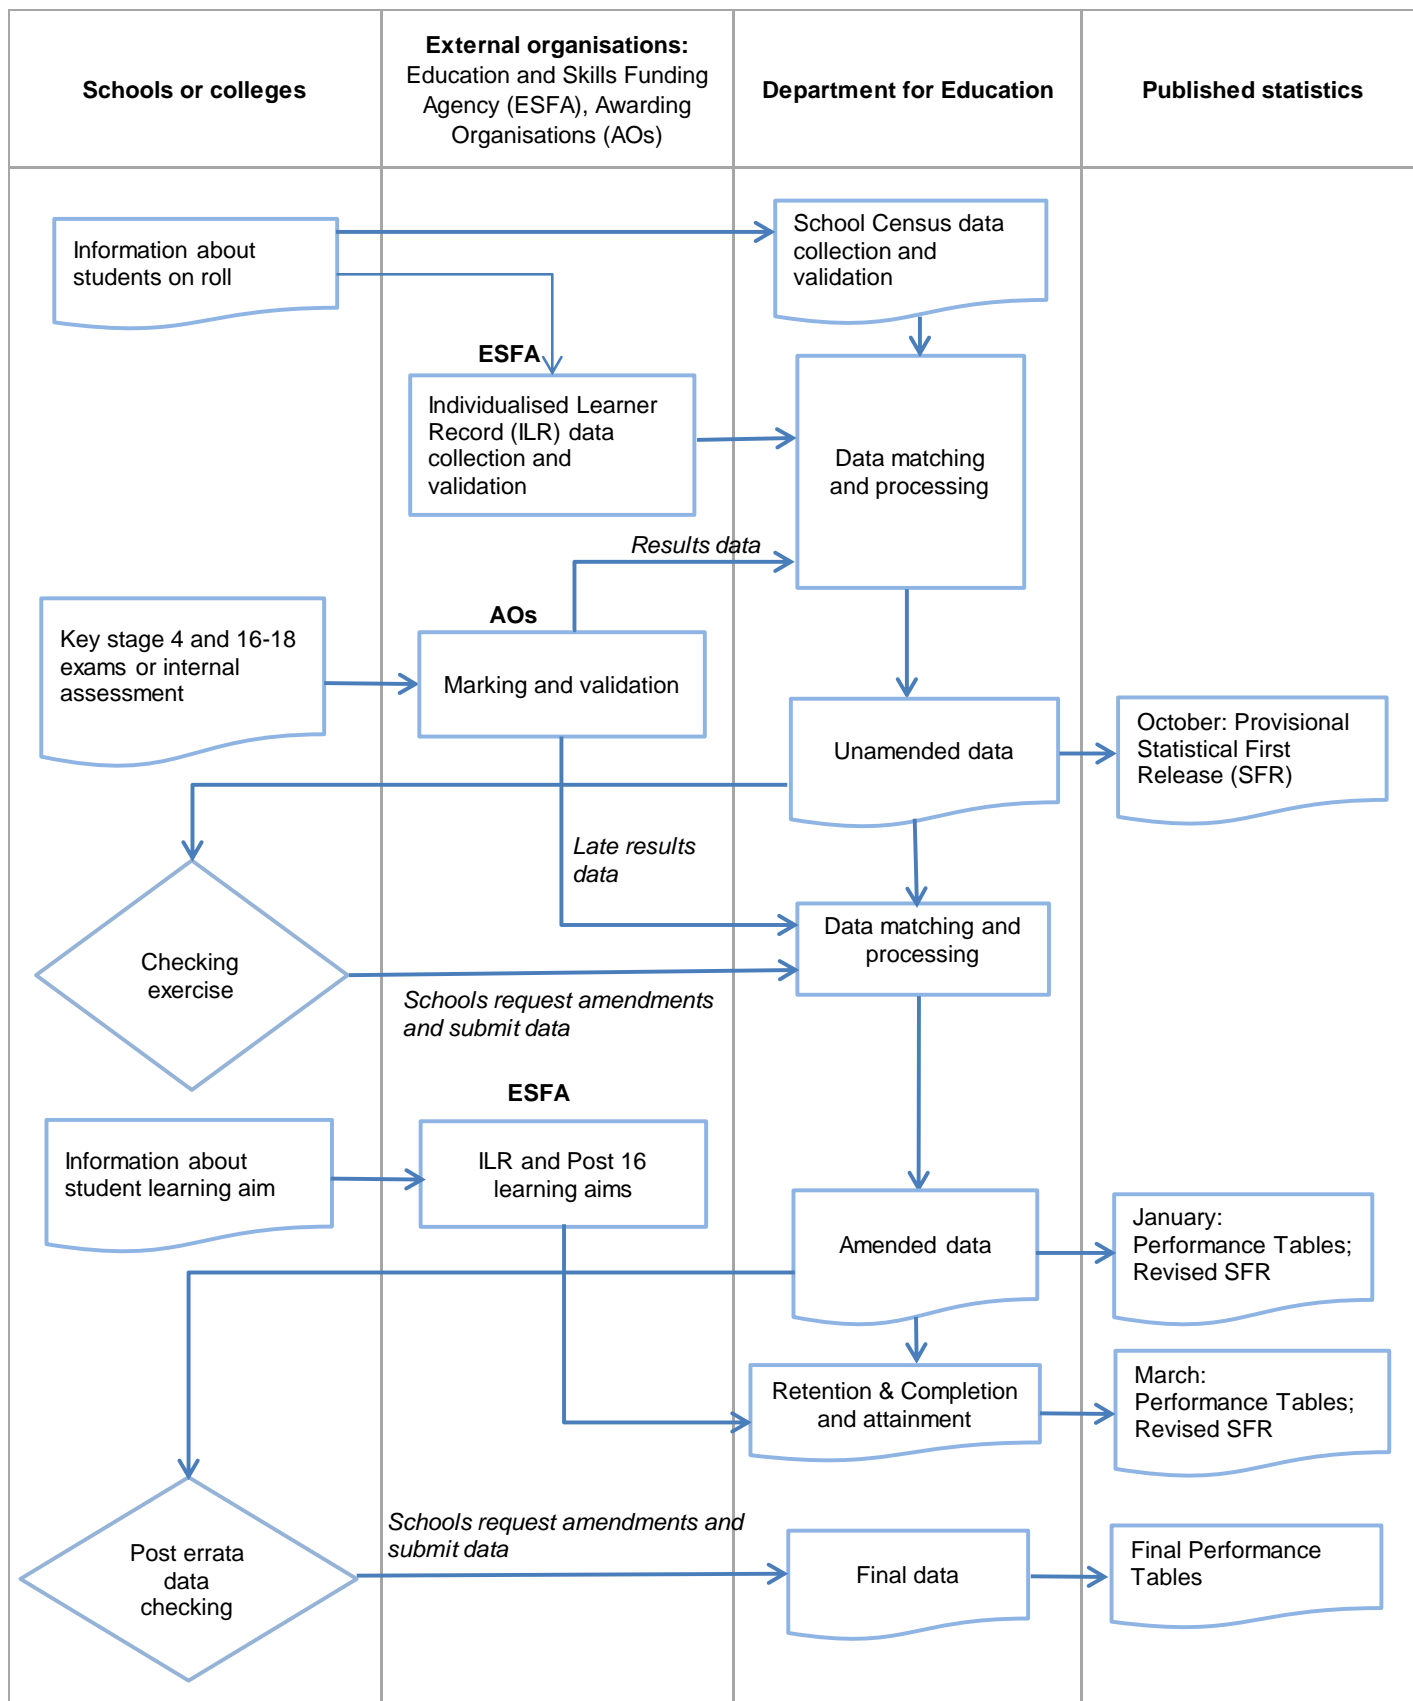 Schools or colleges
External organisations:
Education and Skills Funding
Agency (ESFA), Awarding
Organisations (AOs)
Department for Education
Published statistics
Information about
students on roll
School Census data
collection and
validation
ESFA
Individualised Learner
Record (ILR) data
collection and
validation
Data matching
and processing
Results data
AOs
Key stage 4 and 16-18
exams or internal
assessment
Marking and validation
Unamended data
October: Provisional
Statistical First
Release (SFR)
Late results
data
Data matching and
processing
Checking
exercise
Schools request amendments
and submit data
ESFA
Information about
student learning aim
ILR and Post 16
learning aims
Amended data
January:
Performance Tables;
Revised SFR
Retention & Completion
and attainment
March:
Performance Tables;
Revised SFR
Schools request amendments and
submit data
Post errata
data
checking
Final data
Final Performance
Tables